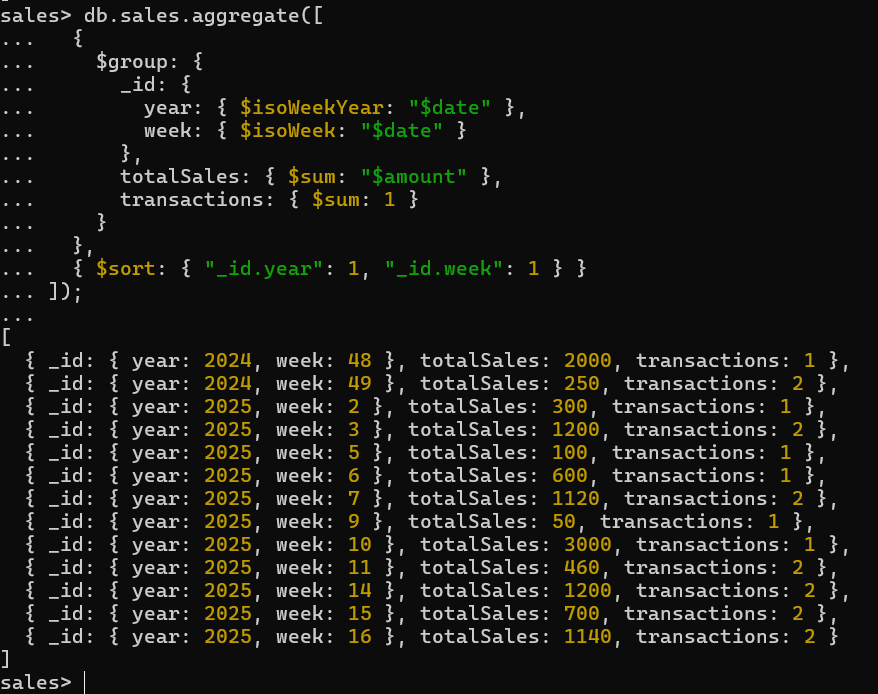 sales> db.sales.aggregate([
...   {
...     $group: {
...       _id: {
...         year: { $isoWeekYear: "$date" },
...         week: { $isoWeek: "$date" }
...       },
...       totalSales: { $sum: "$amount" },
...       transactions: { $sum: 1 }
...     }
...   },
...   { $sort: { "_id.year": 1, "_id.week": 1 } }
... ]);
...
[
  { _id: { year: 2024, week: 48 }, totalSales: 2000, transactions: 1 },
  { _id: { year: 2024, week: 49 }, totalSales: 250, transactions: 2 },
  { _id: { year: 2025, week: 2 }, totalSales: 300, transactions: 1 },
  { _id: { year: 2025, week: 3 }, totalSales: 1200, transactions: 2 },
  { _id: { year: 2025, week: 5 }, totalSales: 100, transactions: 1 },
  { _id: { year: 2025, week: 6 }, totalSales: 600, transactions: 1 },
  { _id: { year: 2025, week: 7 }, totalSales: 1120, transactions: 2 },
  { _id: { year: 2025, week: 9 }, totalSales: 50, transactions: 1 },
  { _id: { year: 2025, week: 10 }, totalSales: 3000, transactions: 1 },
  { _id: { year: 2025, week: 11 }, totalSales: 460, transactions: 2 },
  { _id: { year: 2025, week: 14 }, totalSales: 1200, transactions: 2 },
  { _id: { year: 2025, week: 15 }, totalSales: 700, transactions: 2 },
  { _id: { year: 2025, week: 16 }, totalSales: 1140, transactions: 2 }
]
sales>